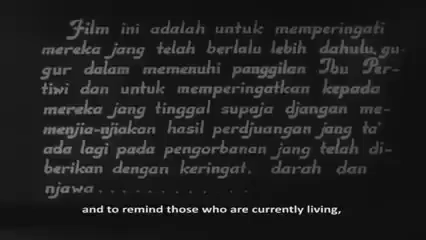 Film ini adalah untuk memperingati
mereka jang telah berlalu lebih dahulu, gu-
gur dalam memenuhi panggilan Ibu Per-
tiwi dan untuk memperingatkan kepada
mereka jang tinggal supaja djangan me-
menjia-njiakan hasil perdjuangan jang ta'
ada lagi pada pengorbanan jang telah di-
berikan dengan keringat, darah dan
njawa . . . . . . . . . . .
and to remind those who are currently living,